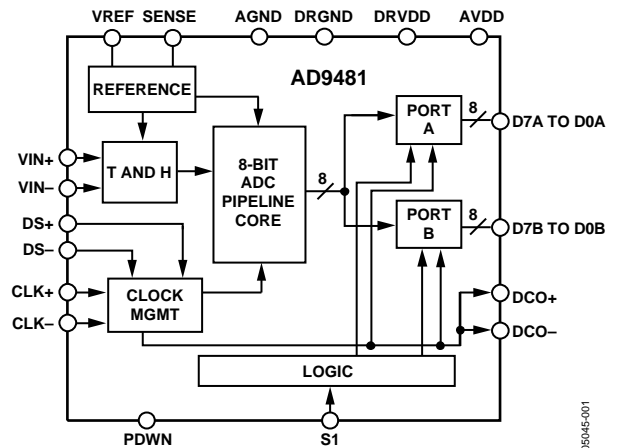 VREF SENSE AGND DRGND DRVDD AVDD
AD9481
REFERENCE
PORT
A
8
D7A TO D0A
VIN+
VIN–
T AND H
8-BIT
ADC
PIPELINE
CORE
8
DS+
DS–
PORT
B
8
D7B TO D0B
CLK+
CLK–
CLOCK
MGMT
DCO+
DCO–
LOGIC
PDWN S1
05045-001